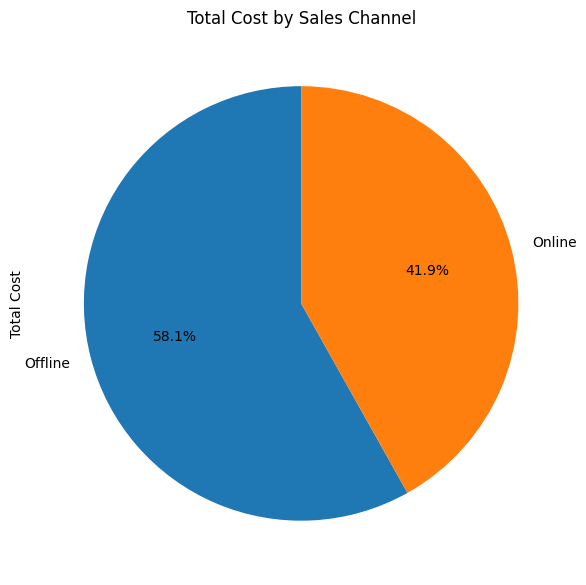 Total Cost by Sales Channel
Online
41.9%
Total Cost
58.1%
Offline